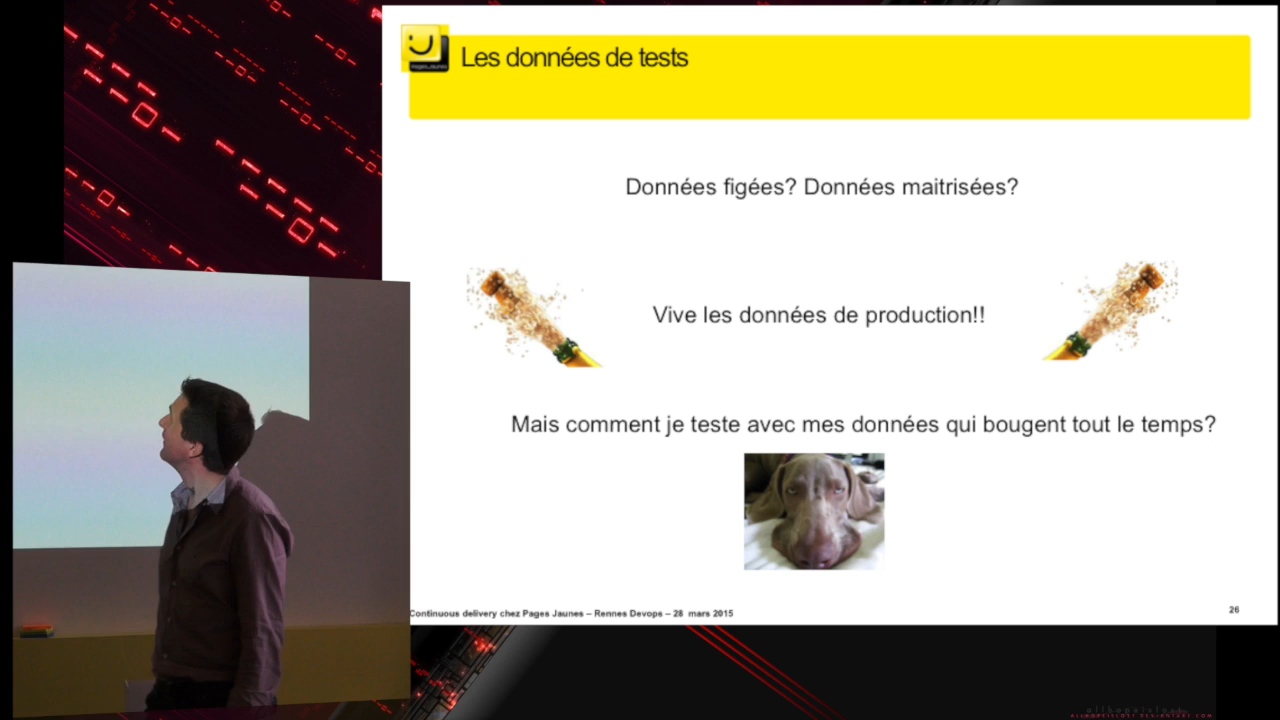 PagesJaunes
Les données de tests
Données figées? Données maitrisées?
Vive les données de production!!
Mais comment je teste avec mes données qui bougent tout le temps?
Continuous delivery chez Pages Jaunes – Rennes Devops – 28 mars 2015
26